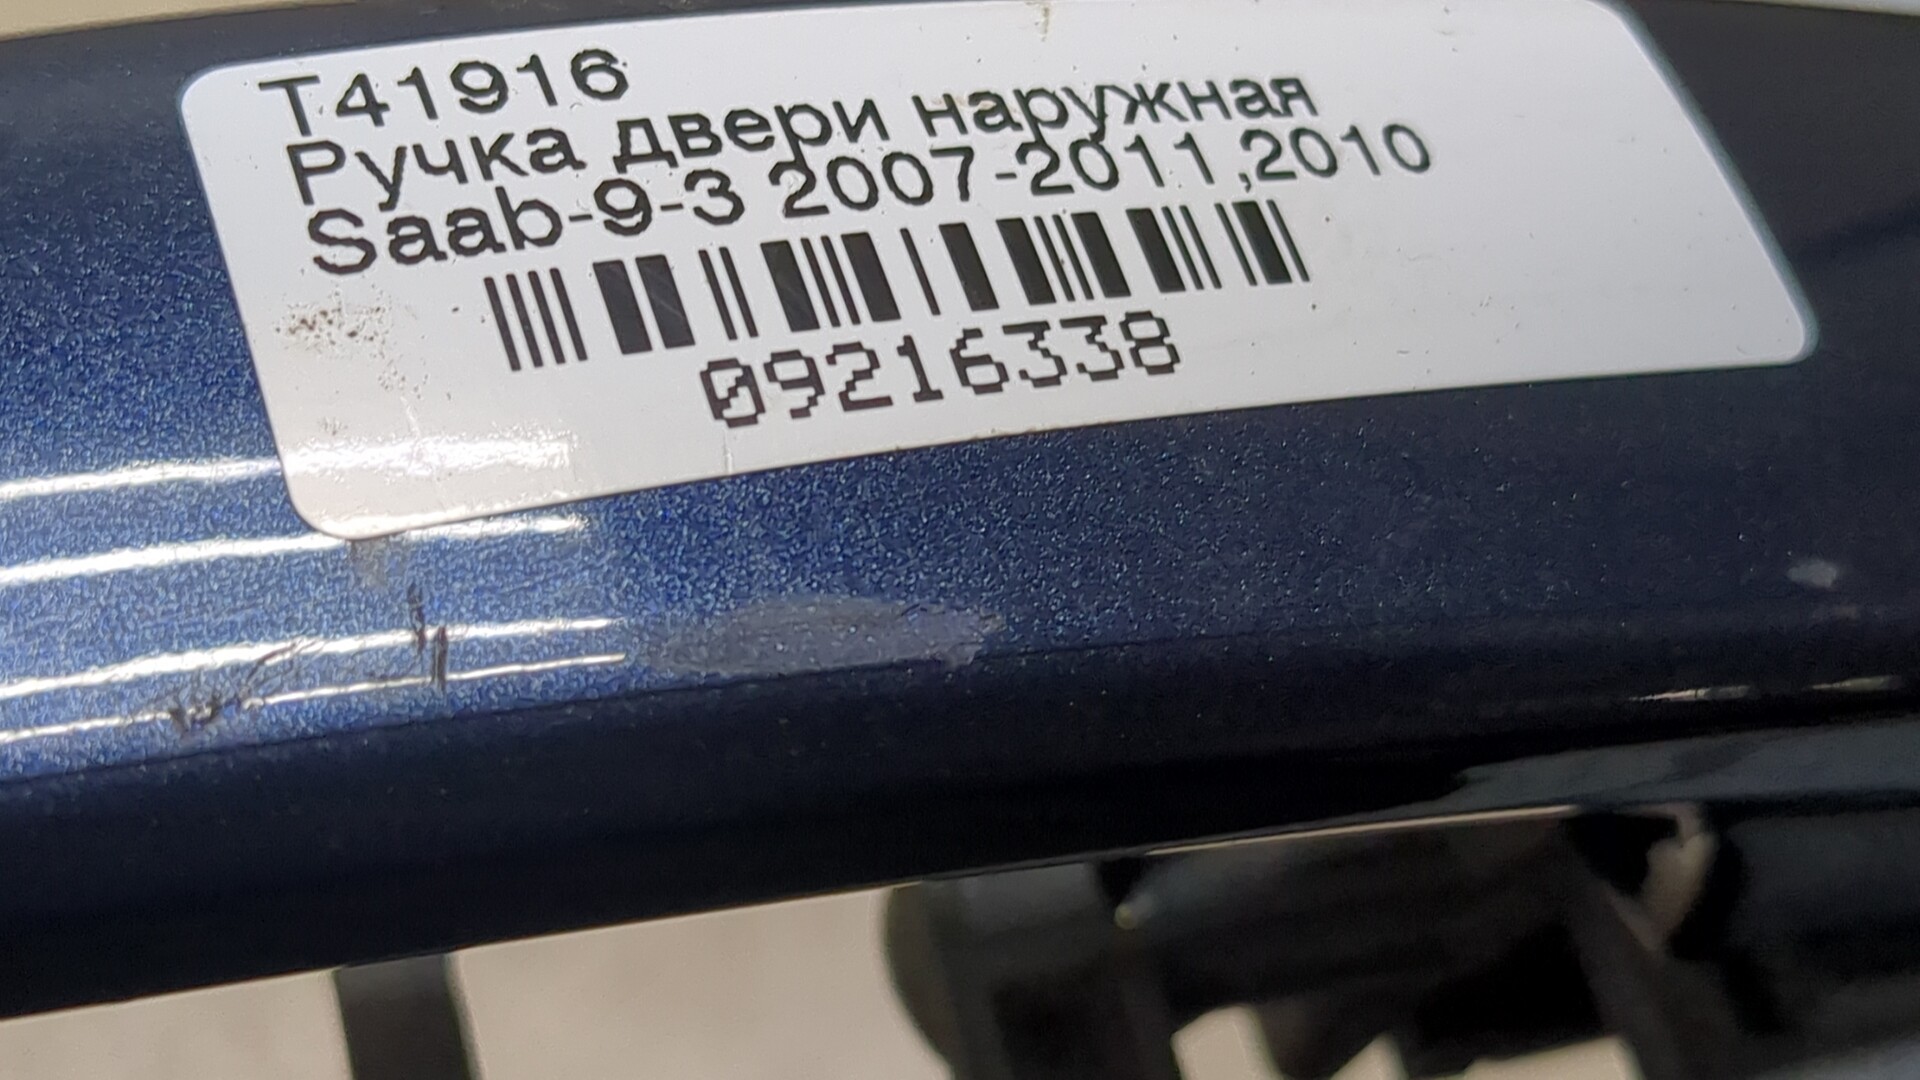 T41916
Ручка двери наружная
Saab-9-3 2007-2011,2010
09216338